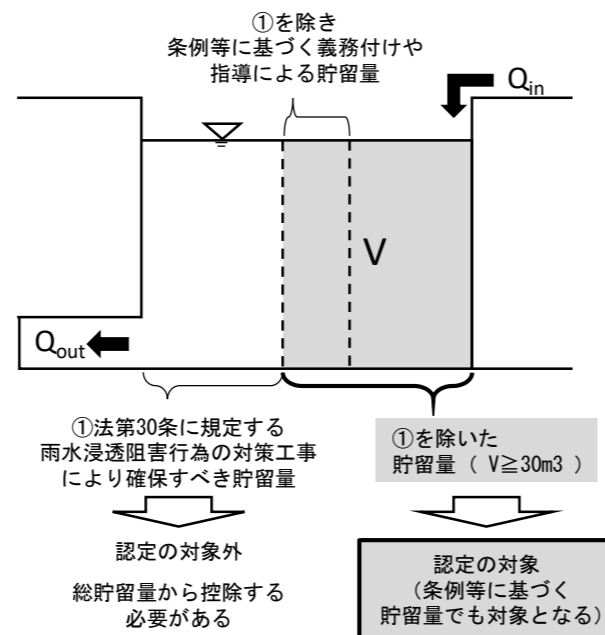 ①を除き
条例等に基づく義務付けや
指導による貯留量
Qin
V
Qout
①法第30条に規定する
雨水浸透阻害行為の対策工事
により確保すべき貯留量
①を除いた
貯留量（ V≧30m3 ）
認定の対象外
総貯留量から控除する
必要がある
認定の対象
（条例等に基づく
貯留量でも対象となる）